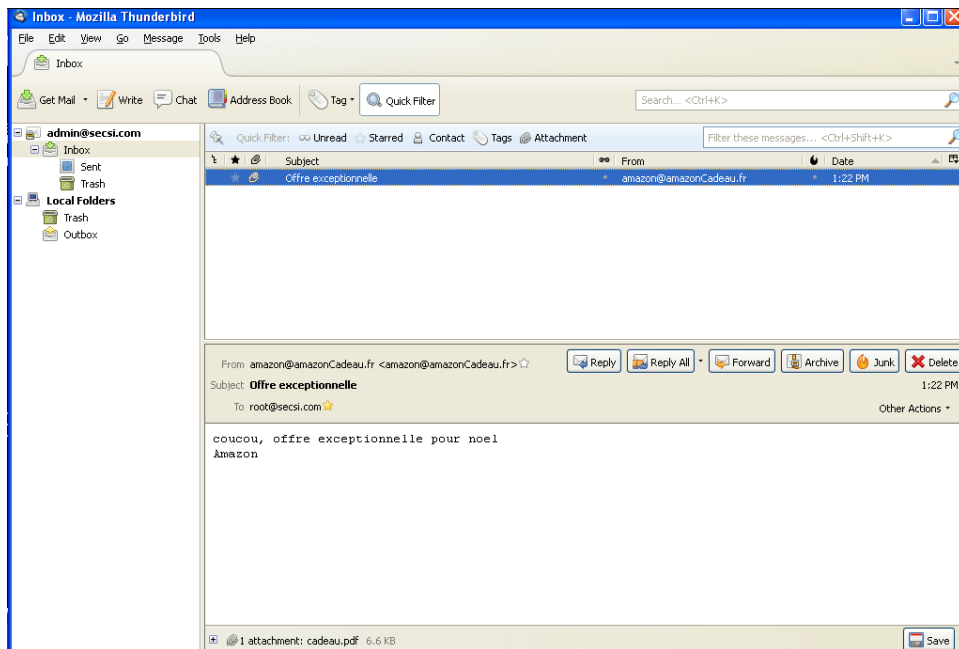 Inbox - Mozilla Thunderbird
File Edit View Go Message Tools Help
Inbox
Get Mail Write Chat Address Book Tag Quick Filter Search... <Ctrl+K>
admin@secsi.com
Inbox
Sent
Trash
Local Folders
Trash
Outbox
Quick Filter: Unread Starred Contact Tags Attachment Filter these messages... <Ctrl+Shift+K>
Subject From Date
Offre exceptionnelle amazon@amazonCadeau.fr 1:22 PM
From amazon@amazonCadeau.fr <amazon@amazonCadeau.fr> Reply Reply All Forward Archive Junk Delete
Subject Offre exceptionnelle 1:22 PM
To root@secsi.com Other Actions
coucou, offre exceptionnelle pour noel
Amazon
1 attachment: cadeau.pdf 6.6 KB Save